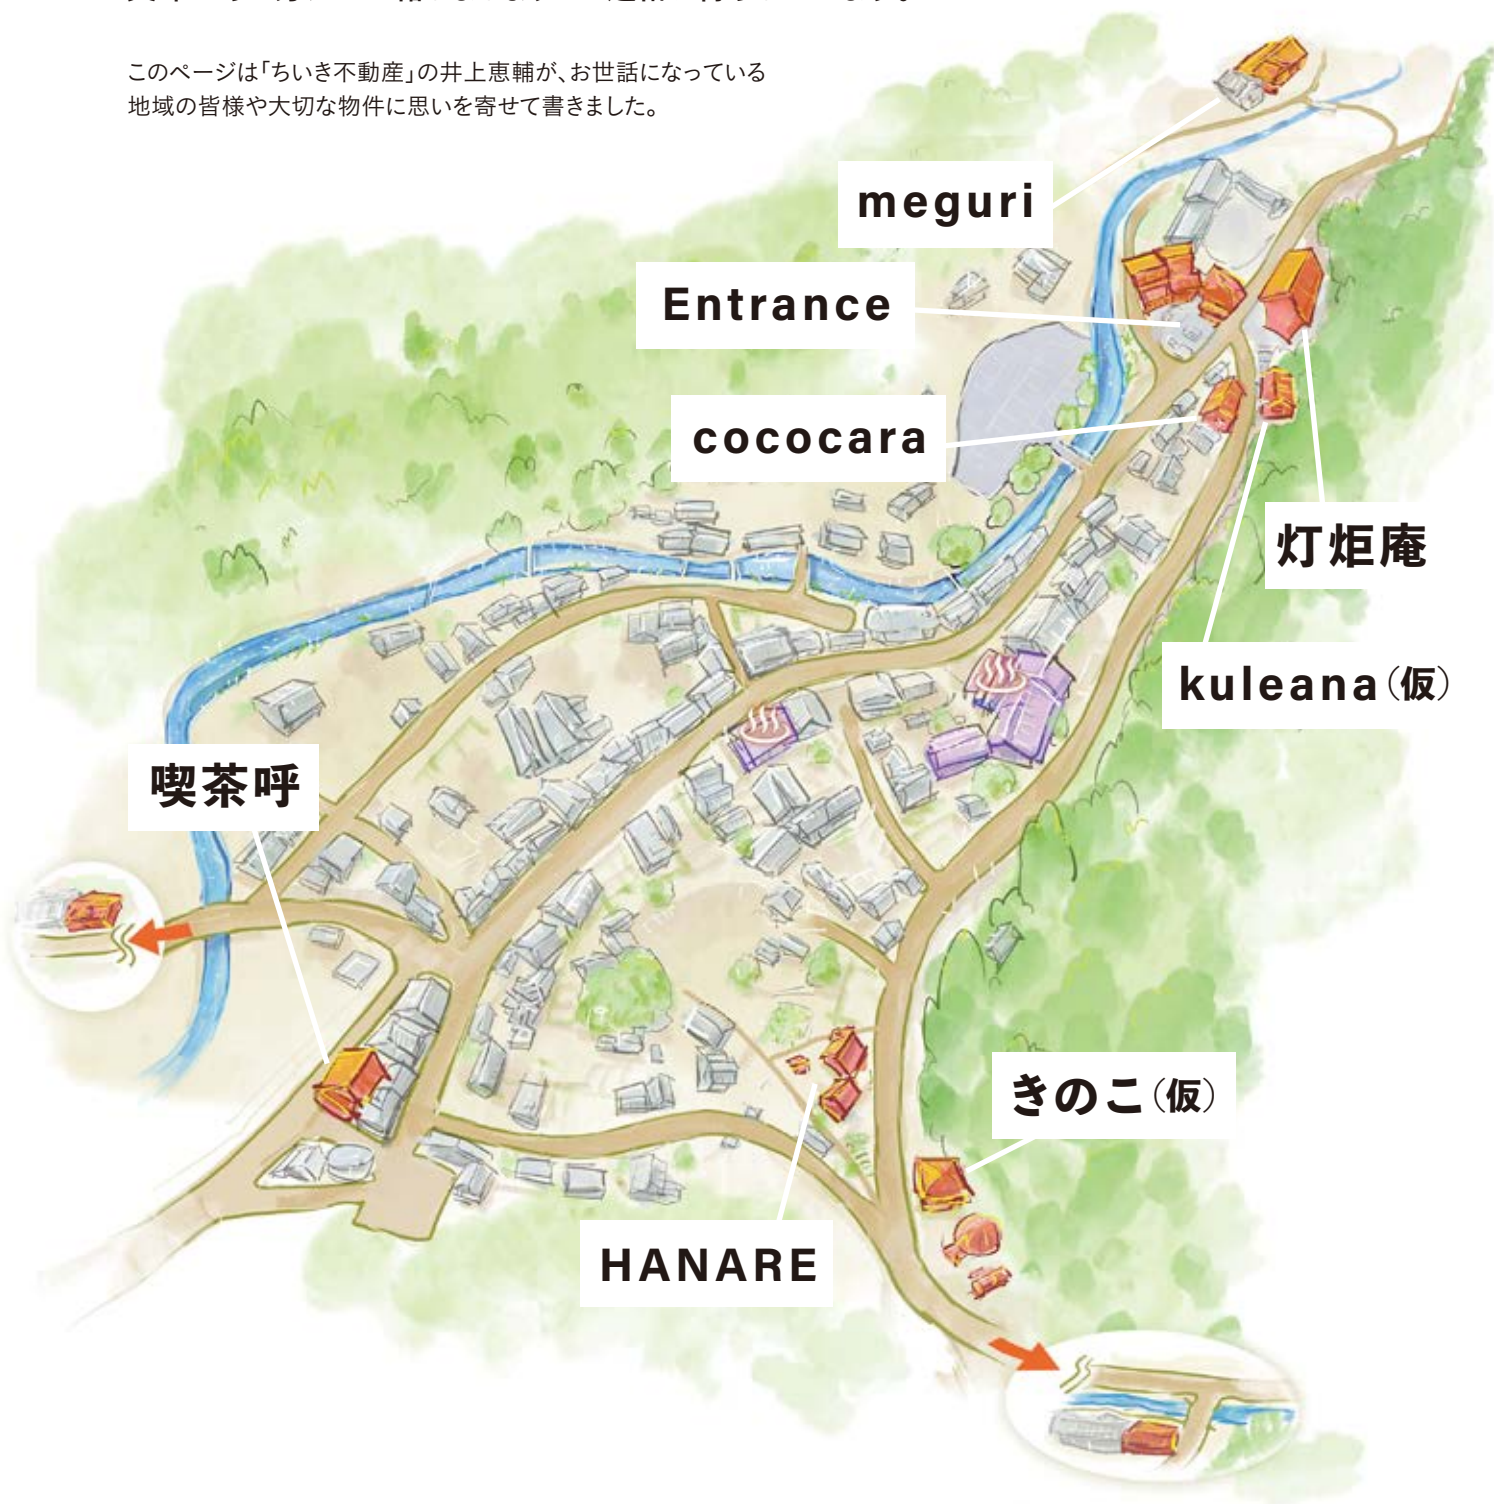 このページは「ちいき不動産」の井上恵輔が、お世話になっている
地域の皆様や大切な物件に思いを寄せて書きました。
meguri
Entrance
cococara
灯炬庵
kuleana（仮）
喫茶呼
きのこ（仮）
HANARE